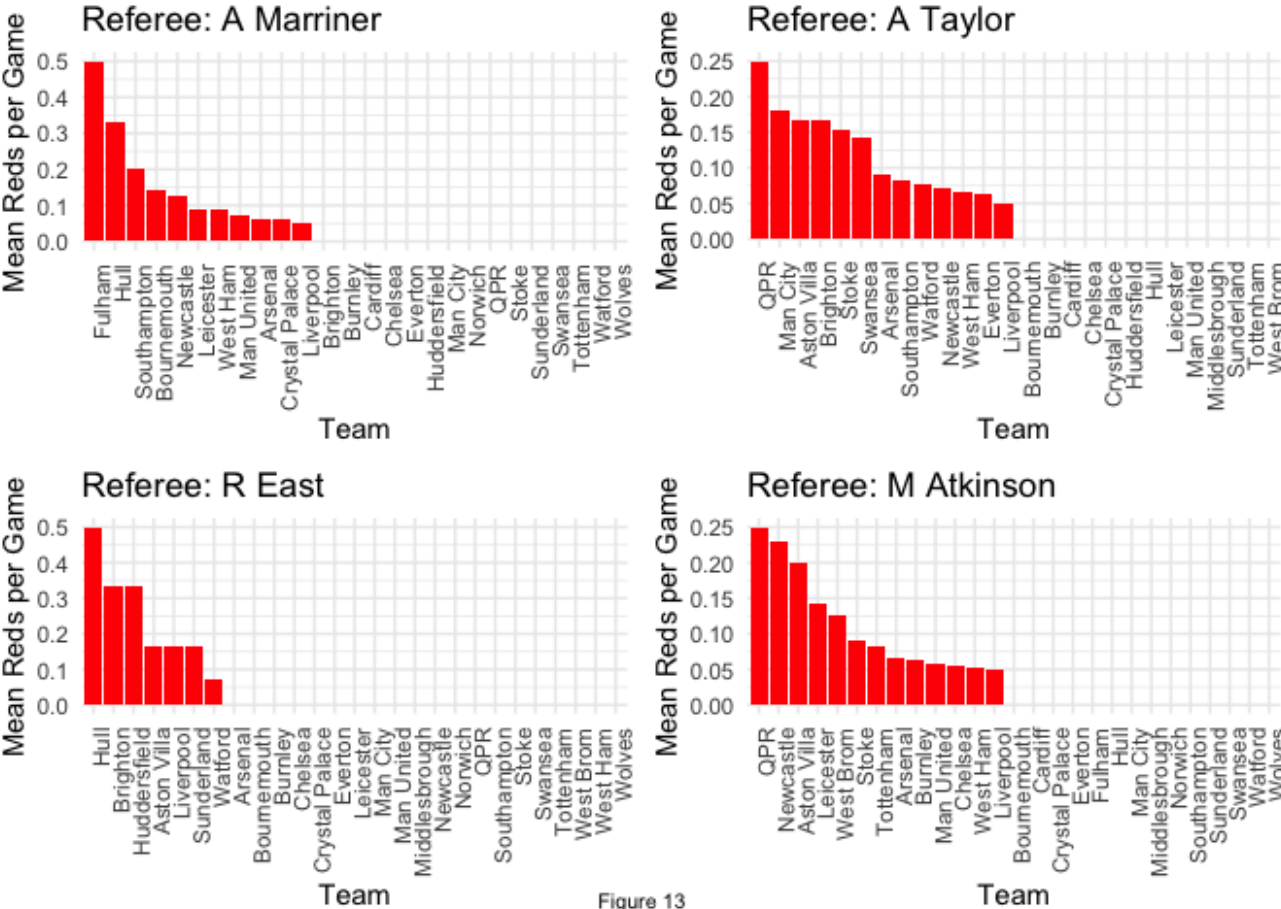 Referee: A Marriner
Mean Reds per Game
0.5
0.4
0.3
0.2
0.1
0.0
Fulham
Hull
Southampton
Bournemouth
Newcastle
Leicester
West Ham
Man United
Arsenal
Crystal Palace
Liverpool
Brighton
Burnley
Cardiff
Chelsea
Everton
Huddersfield
Man City
Norwich
QPR
Stoke
Sunderland
Swansea
Tottenham
Watford
Wolves
Team
Referee: A Taylor
Mean Reds per Game
0.25
0.20
0.15
0.10
0.05
0.00
QPR
Man City
Aston Villa
Brighton
Stoke
Swansea
Arsenal
Southampton
Watford
Newcastle
West Ham
Everton
Liverpool
Bournemouth
Burnley
Cardiff
Chelsea
Crystal Palace
Huddersfield
Hull
Leicester
Man United
Middlesbrough
Sunderland
Tottenham
West Brom
Team
Referee: R East
Mean Reds per Game
0.5
0.4
0.3
0.2
0.1
0.0
Hull
Brighton
Huddersfield
Aston Villa
Liverpool
Sunderland
Watford
Arsenal
Bournemouth
Burnley
Chelsea
Crystal Palace
Everton
Leicester
Man City
Man United
Middlesbrough
Newcastle
Norwich
QPR
Southampton
Stoke
Swansea
Tottenham
West Brom
West Ham
Wolves
Team
Referee: M Atkinson
Mean Reds per Game
0.25
0.20
0.15
0.10
0.05
0.00
QPR
Newcastle
Aston Villa
Leicester
West Brom
Stoke
Tottenham
Arsenal
Burnley
Man United
Chelsea
West Ham
Liverpool
Bournemouth
Cardiff
Crystal Palace
Everton
Fulham
Hull
Man City
Middlesbrough
Norwich
Southampton
Sunderland
Swansea
Watford
Wolves
Team
Figure 13